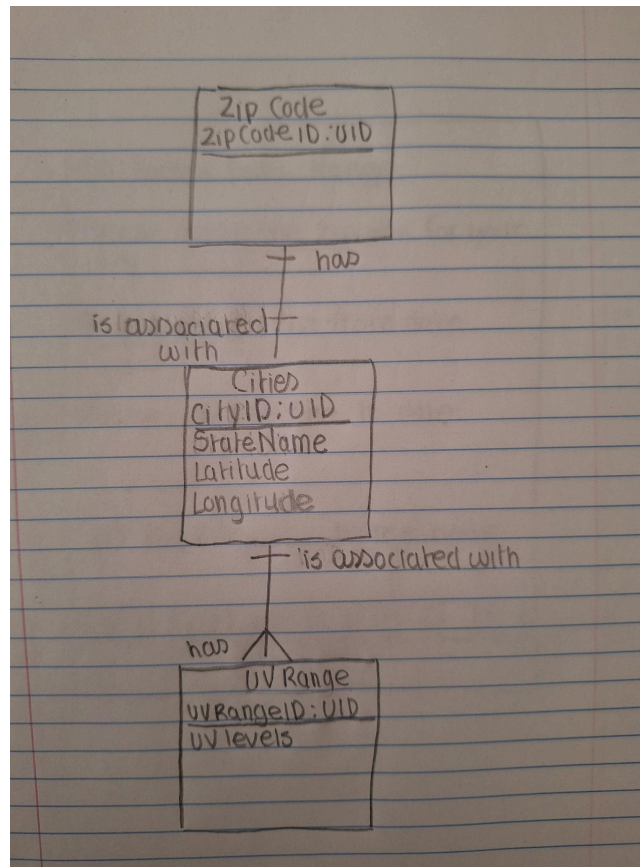 Zip Code
ZipCodeID:UID
has
is associated
with
Cities
CityID:UID
StateName
Latitude
Longitude
is associated with
has
UV Range
UVRangeID:UID
UV levels